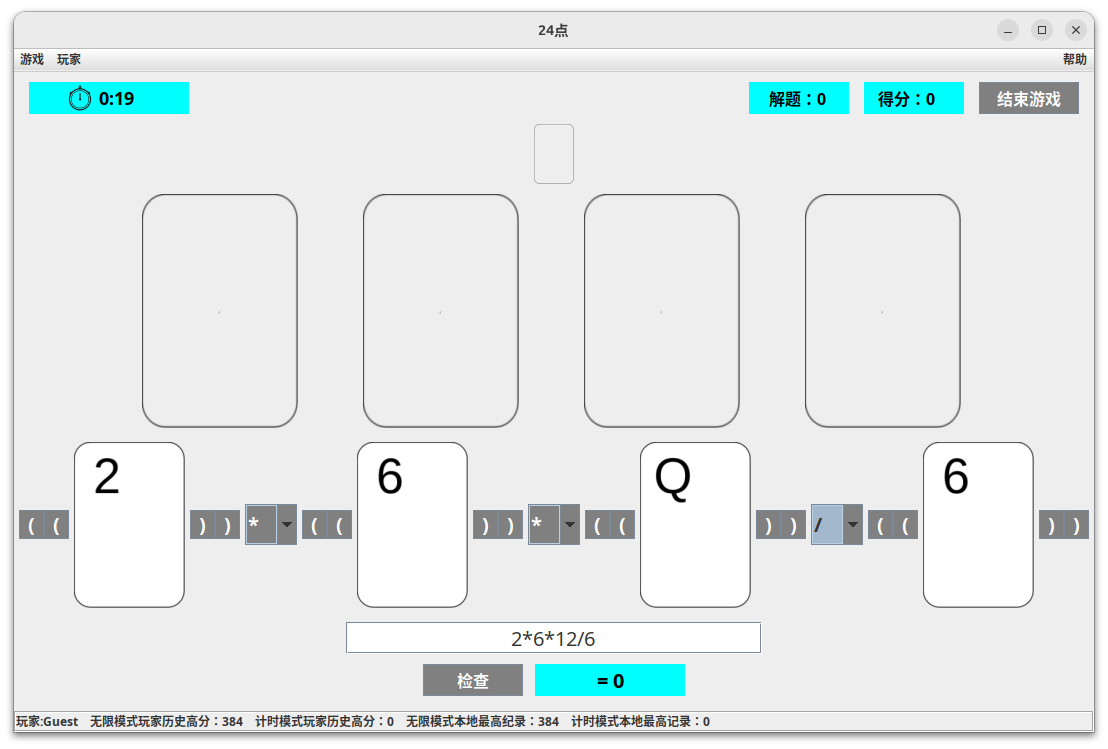 24点
游戏 玩家 帮助
0:19 解题：0 得分：0 结束游戏
2 6 Q 6
( ( ) ) * ( ( ) ) * ( ( ) ) / ( ( ) )
2*6*12/6
检查 = 0
玩家:Guest 无限模式玩家历史高分：384 计时模式玩家历史高分：0 无限模式本地最高纪录：384 计时模式本地最高记录：0